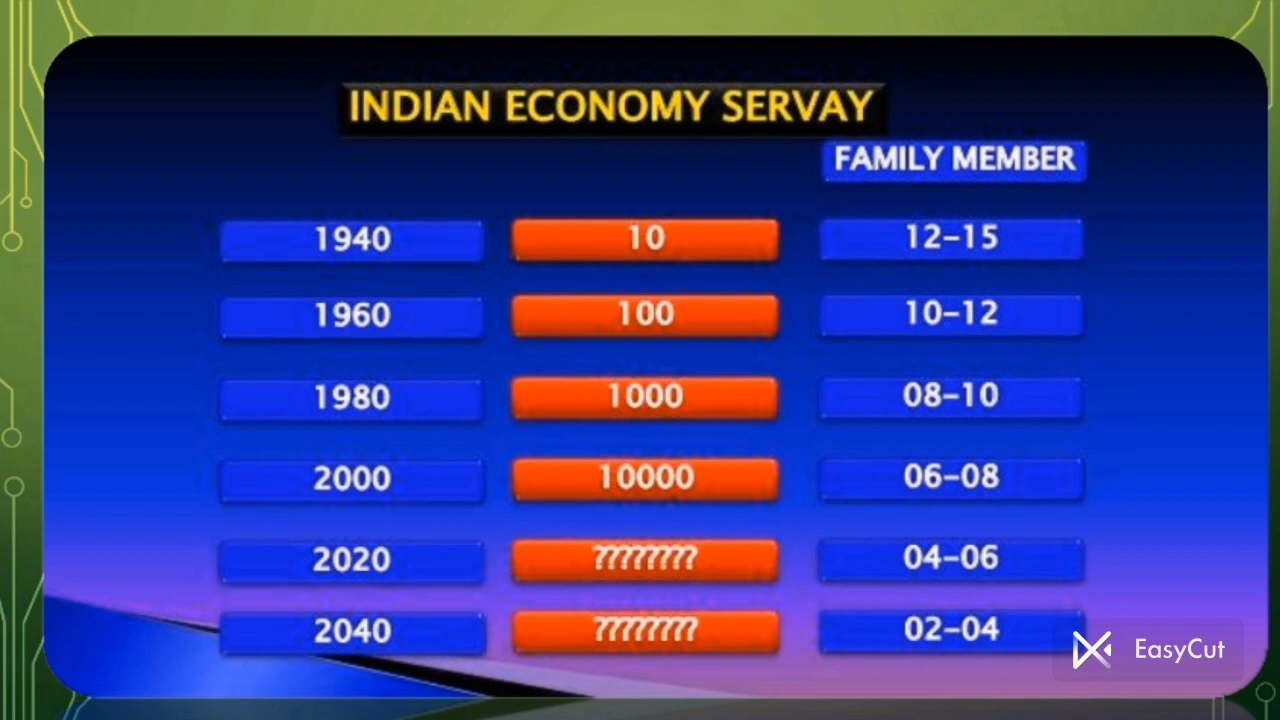 INDIAN ECONOMY SERVAY
FAMILY MEMBER
1940 10 12-15
1960 100 10-12
1980 1000 08-10
2000 10000 06-08
2020 ???????? 04-06
2040 ???????? 02-04
EasyCut